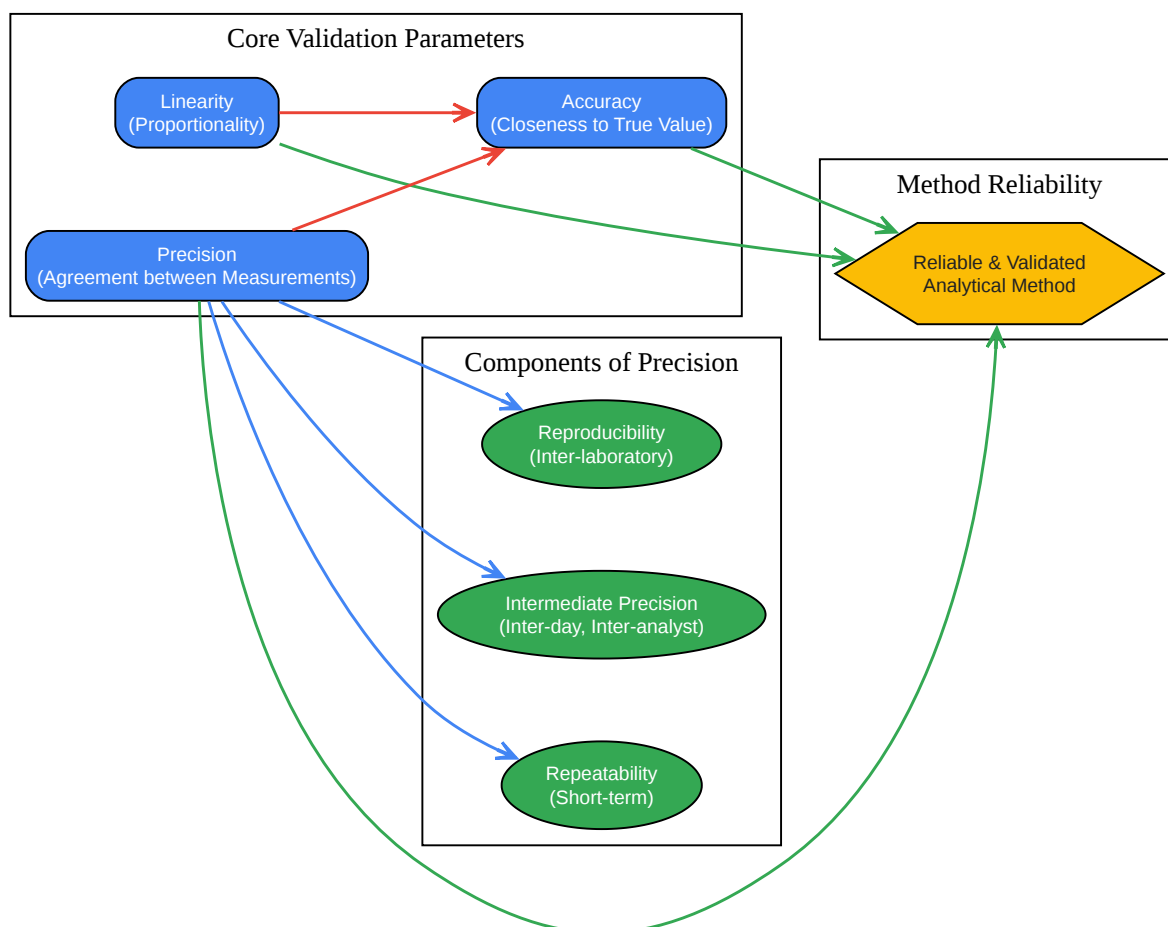 Core Validation Parameters
Linearity
(Proportionality)
Accuracy
(Closeness to True Value)
Precision
(Agreement between Measurements)
Method Reliability
Reliable & Validated
Analytical Method
Components of Precision
Reproducibility
(Inter-laboratory)
Intermediate Precision
(Inter-day, Inter-analyst)
Repeatability
(Short-term)